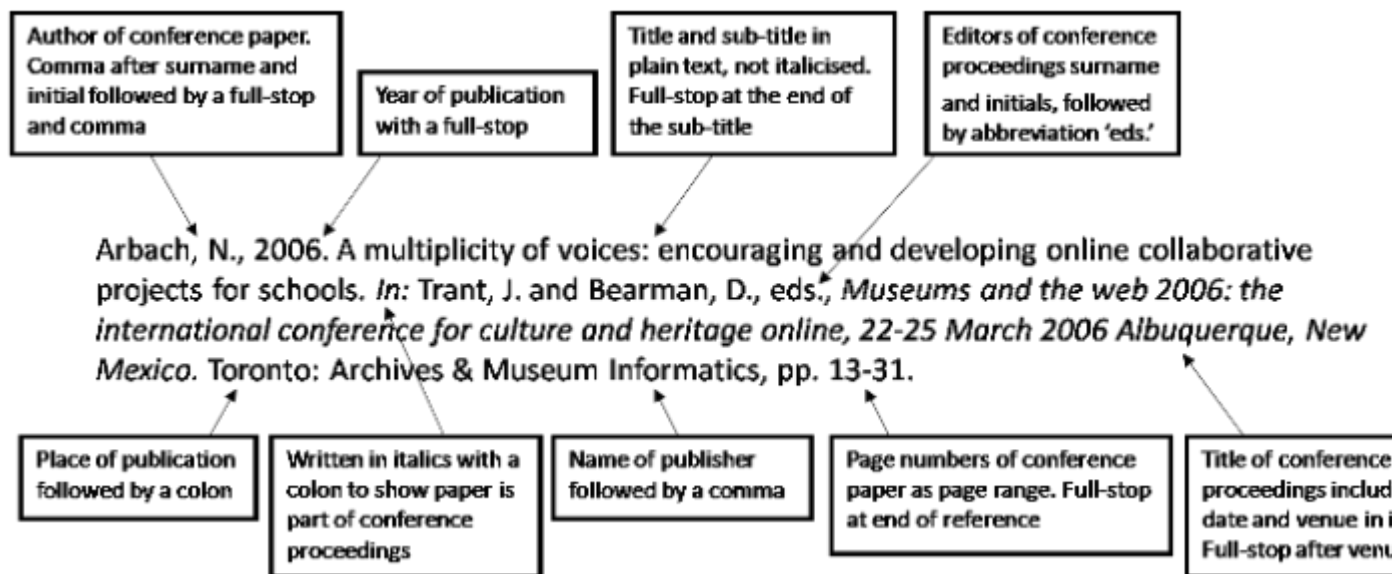 Author of conference paper.
Comma after surname and
initial followed by a full-stop
and comma
Year of publication
with a full-stop
Title and sub-title in
plain text, not italicised.
Full-stop at the end of
the sub-title
Editors of conference
proceedings surname
and initials, followed
by abbreviation 'eds.'
Arbach, N., 2006. A multiplicity of voices: encouraging and developing online collaborative
projects for schools. In: Trant, J. and Bearman, D., eds., Museums and the web 2006: the
international conference for culture and heritage online, 22-25 March 2006 Albuquerque, New
Mexico. Toronto: Archives & Museum Informatics, pp. 13-31.
Place of publication
followed by a colon
Written in italics with a
colon to show paper is
part of conference
proceedings
Name of publisher
followed by a comma
Page numbers of conference
paper as page range. Full-stop
at end of reference
Title of conference
proceedings
date and venue in
Full-stop after